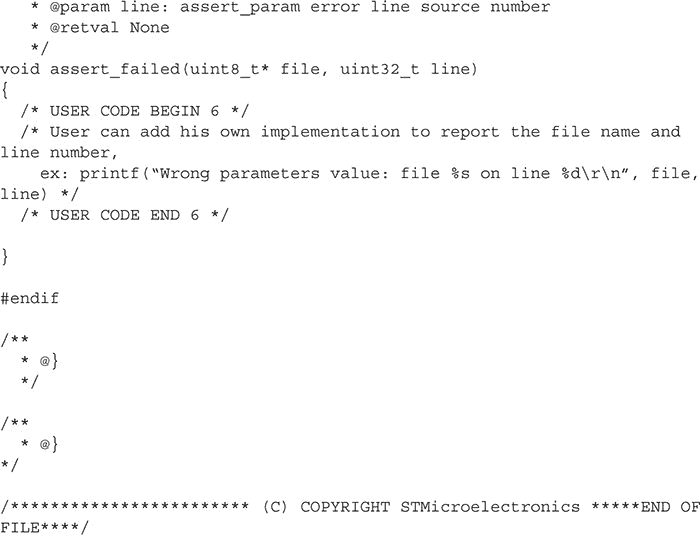 * @param line: assert_param error line source number
* @retval None
*/
void assert_failed(uint8_t* file, uint32_t line)
{
/* USER CODE BEGIN 6 */
/* User can add his own implementation to report the file name and
line number,
ex: printf(“Wrong parameters value: file %s on line %d\r\n”, file,
line) */
/* USER CODE END 6 */
}
#endif
/**
* @}
*/
/**
* @}
*/
/************************ (C) COPYRIGHT STMicroelectronics *****END OF
FILE****/